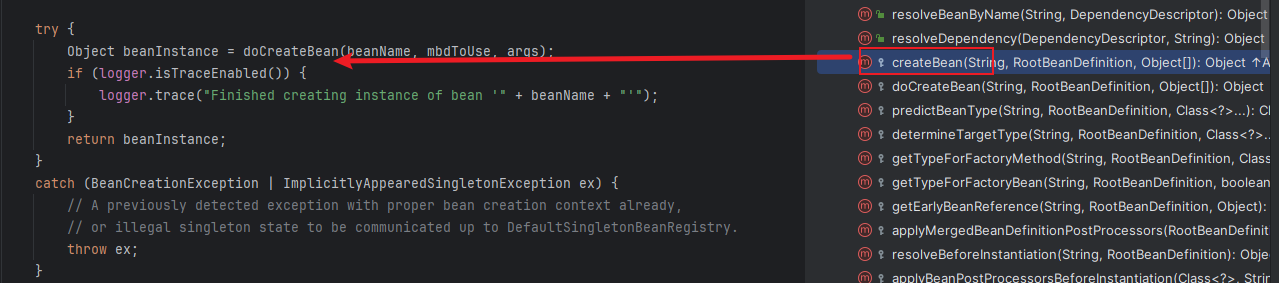 try {
    Object beanInstance = doCreateBean(beanName, mbdToUse, args);
    if (logger.isTraceEnabled()) {
        logger.trace("Finished creating instance of bean '" + beanName + "'");
    }
    return beanInstance;
}
catch (BeanCreationException | ImplicitlyAppearedSingletonException ex) {
    // A previously detected exception with proper bean creation context already,
    // or illegal singleton state to be communicated up to DefaultSingletonBeanRegistry.
    throw ex;
}
resolveBeanByName(String, DependencyDescriptor): Object
resolveDependency(DependencyDescriptor, String): Object
createBean(String, RootBeanDefinition, Object[]): Object ↑A
doCreateBean(String, RootBeanDefinition, Object[]): Object
predictBeanType(String, RootBeanDefinition, Class<?>...): Cl
determineTargetType(String, RootBeanDefinition, Class<?>..
getTypeForFactoryMethod(String, RootBeanDefinition, Class
getTypeForFactoryBean(String, RootBeanDefinition, boolean
getEarlyBeanReference(String, RootBeanDefinition, Object):
applyMergedBeanDefinitionPostProcessors(RootBeanDefinit
resolveBeforeInstantiation(String, RootBeanDefinition): Obje
applyBeanPostProcessorsBeforeInstantiation(Class<?>, Strin